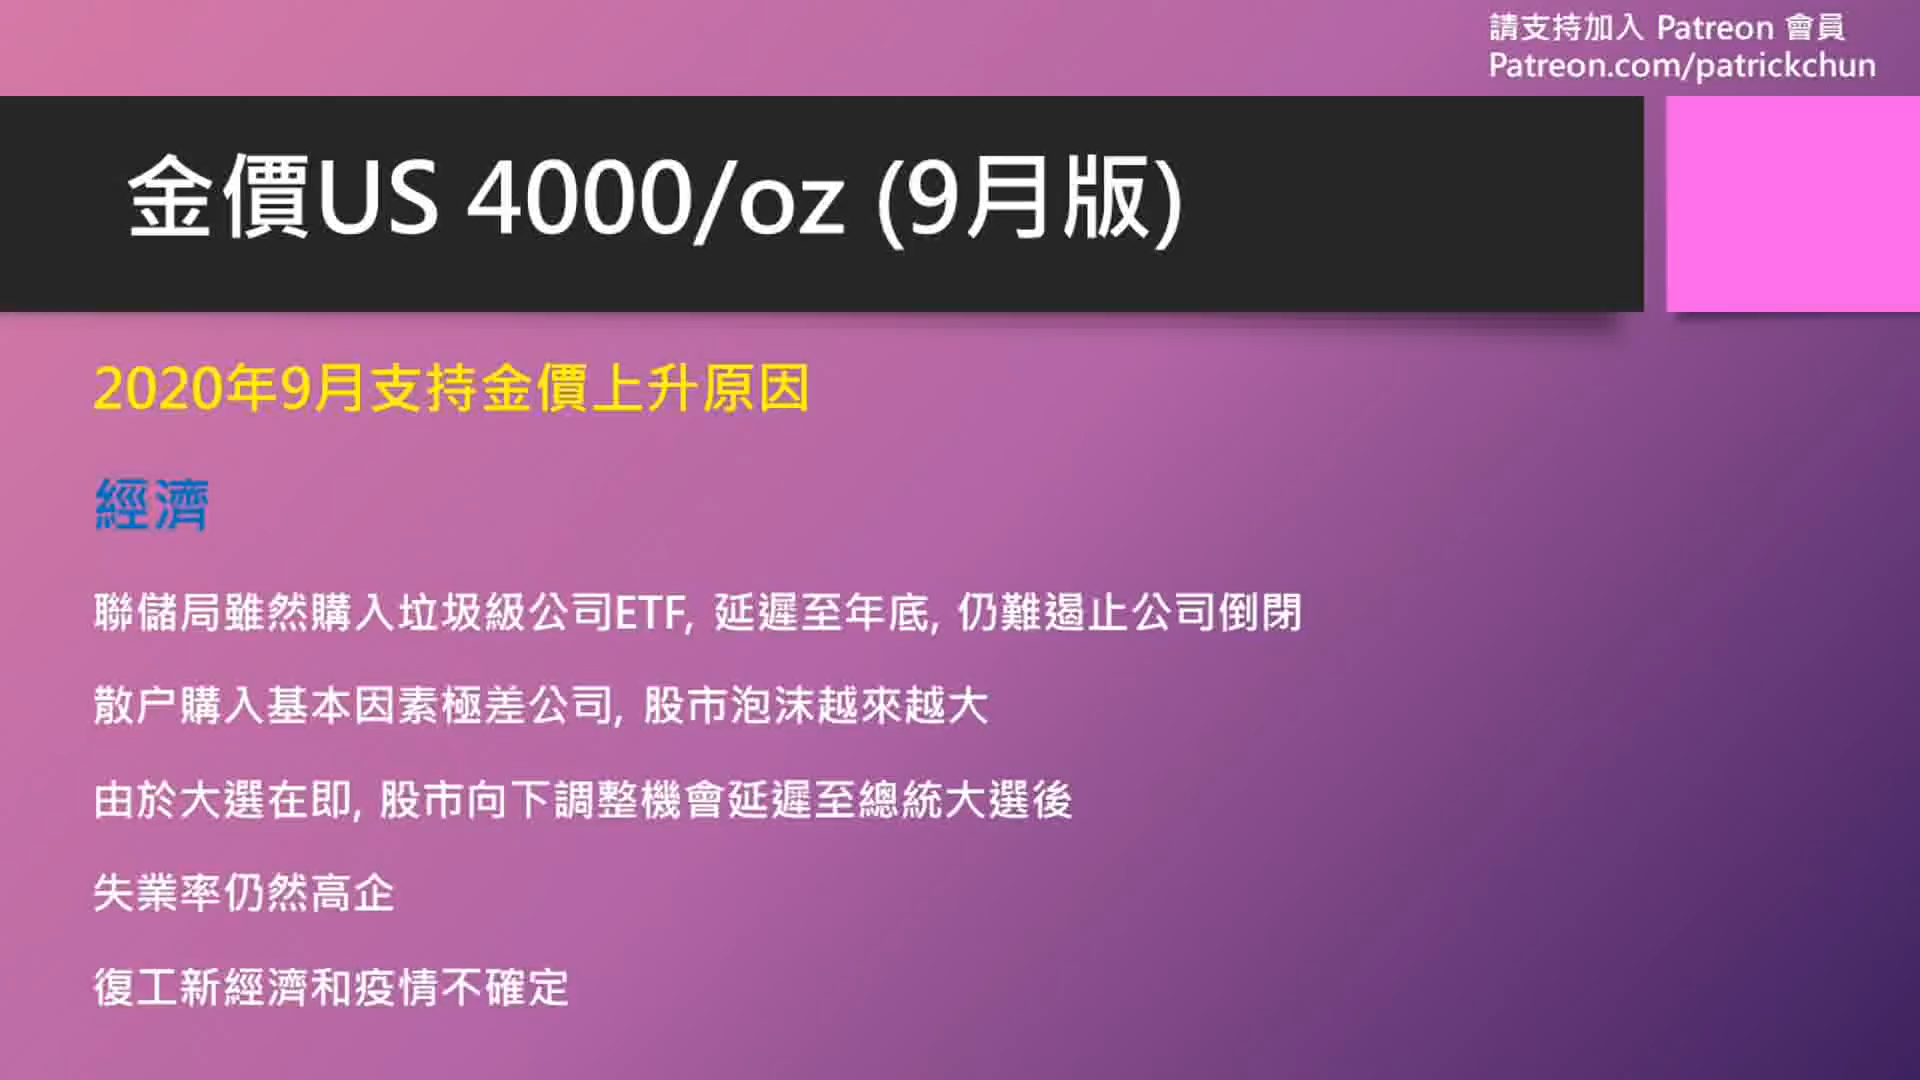 請支持加入 Patreon 會員
Patreon.com/patrickchun
金價US 4000/oz (9月版)
2020年9月支持金價上升原因
經濟
聯儲局雖然購入垃圾級公司ETF, 延遲至年底, 仍難遏止公司倒閉
散户購入基本因素極差公司, 股市泡沫越來越大
由於大選在即, 股市向下調整機會延遲至總統大選後
失業率仍然高企
復工新經濟和疫情不確定